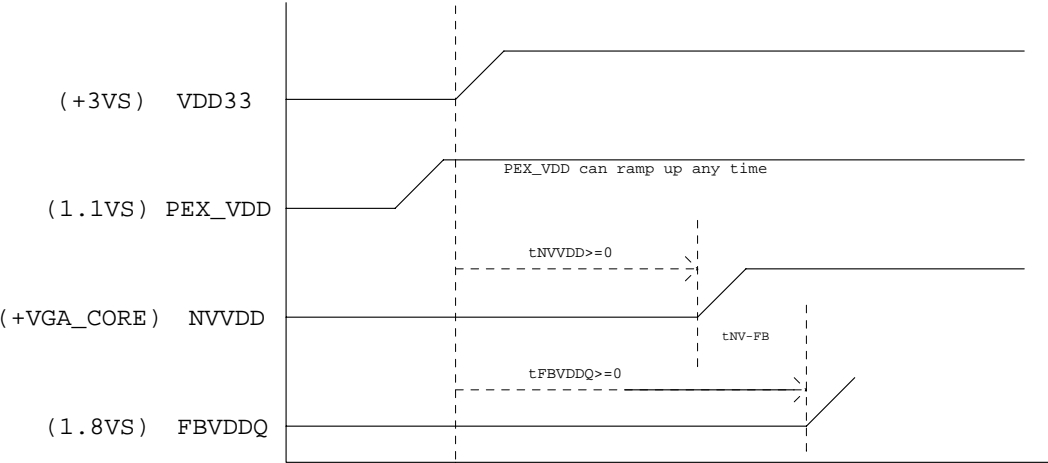 (+3VS) VDD33
PEX_VDD can ramp up any time
(1.1VS) PEX_VDD
tNVVDD>=0
(+VGA_CORE) NVVDD
tNV-FB
tFBVDDQ>=0
(1.8VS) FBVDDQ